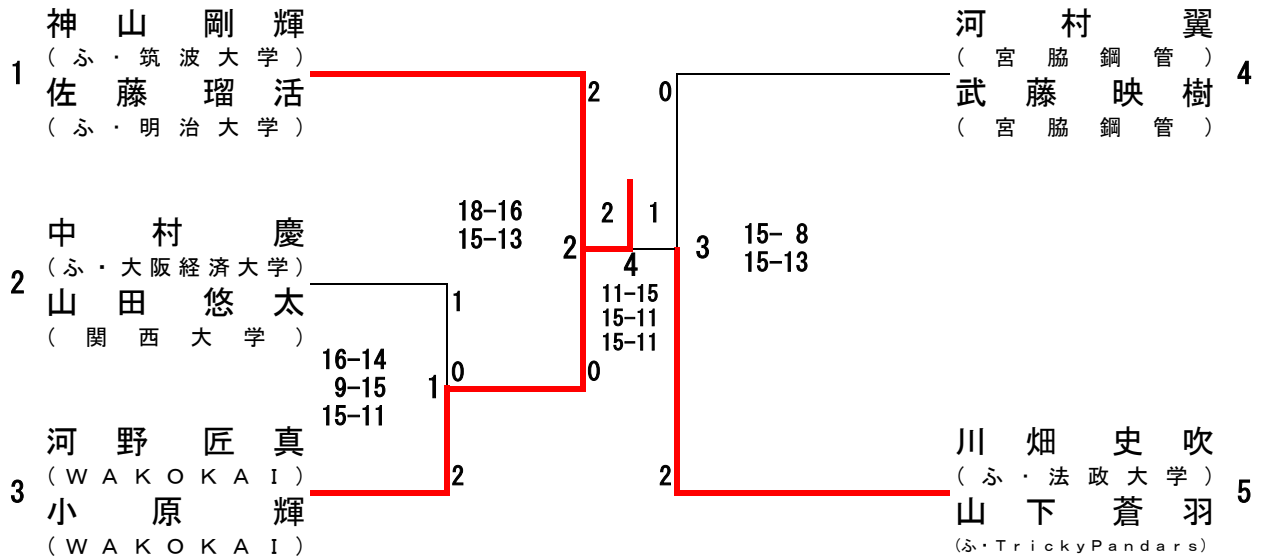 神山 剛輝
(ふ・筑波大学)
1
佐藤 瑠活
(ふ・明治大学)
中村 慶
(ふ・大阪経済大学)
2
山田 悠太
(関西大学)
河野 匠真
(WAKOKAI)
3
小原 輝
(WAKOKAI)
1
16-14
9-15
15-11
1
0
2
2
18-16
15-13
2
0
2
1
4
11-15
15-11
15-11
0
3
15- 8
15-13
2
河村 翼
(宮脇鋼管)
4
武藤 映樹
(宮脇鋼管)
川畑 史吹
(ふ・法政大学)
5
山下 蒼羽
(ふ・TrickyPandars)